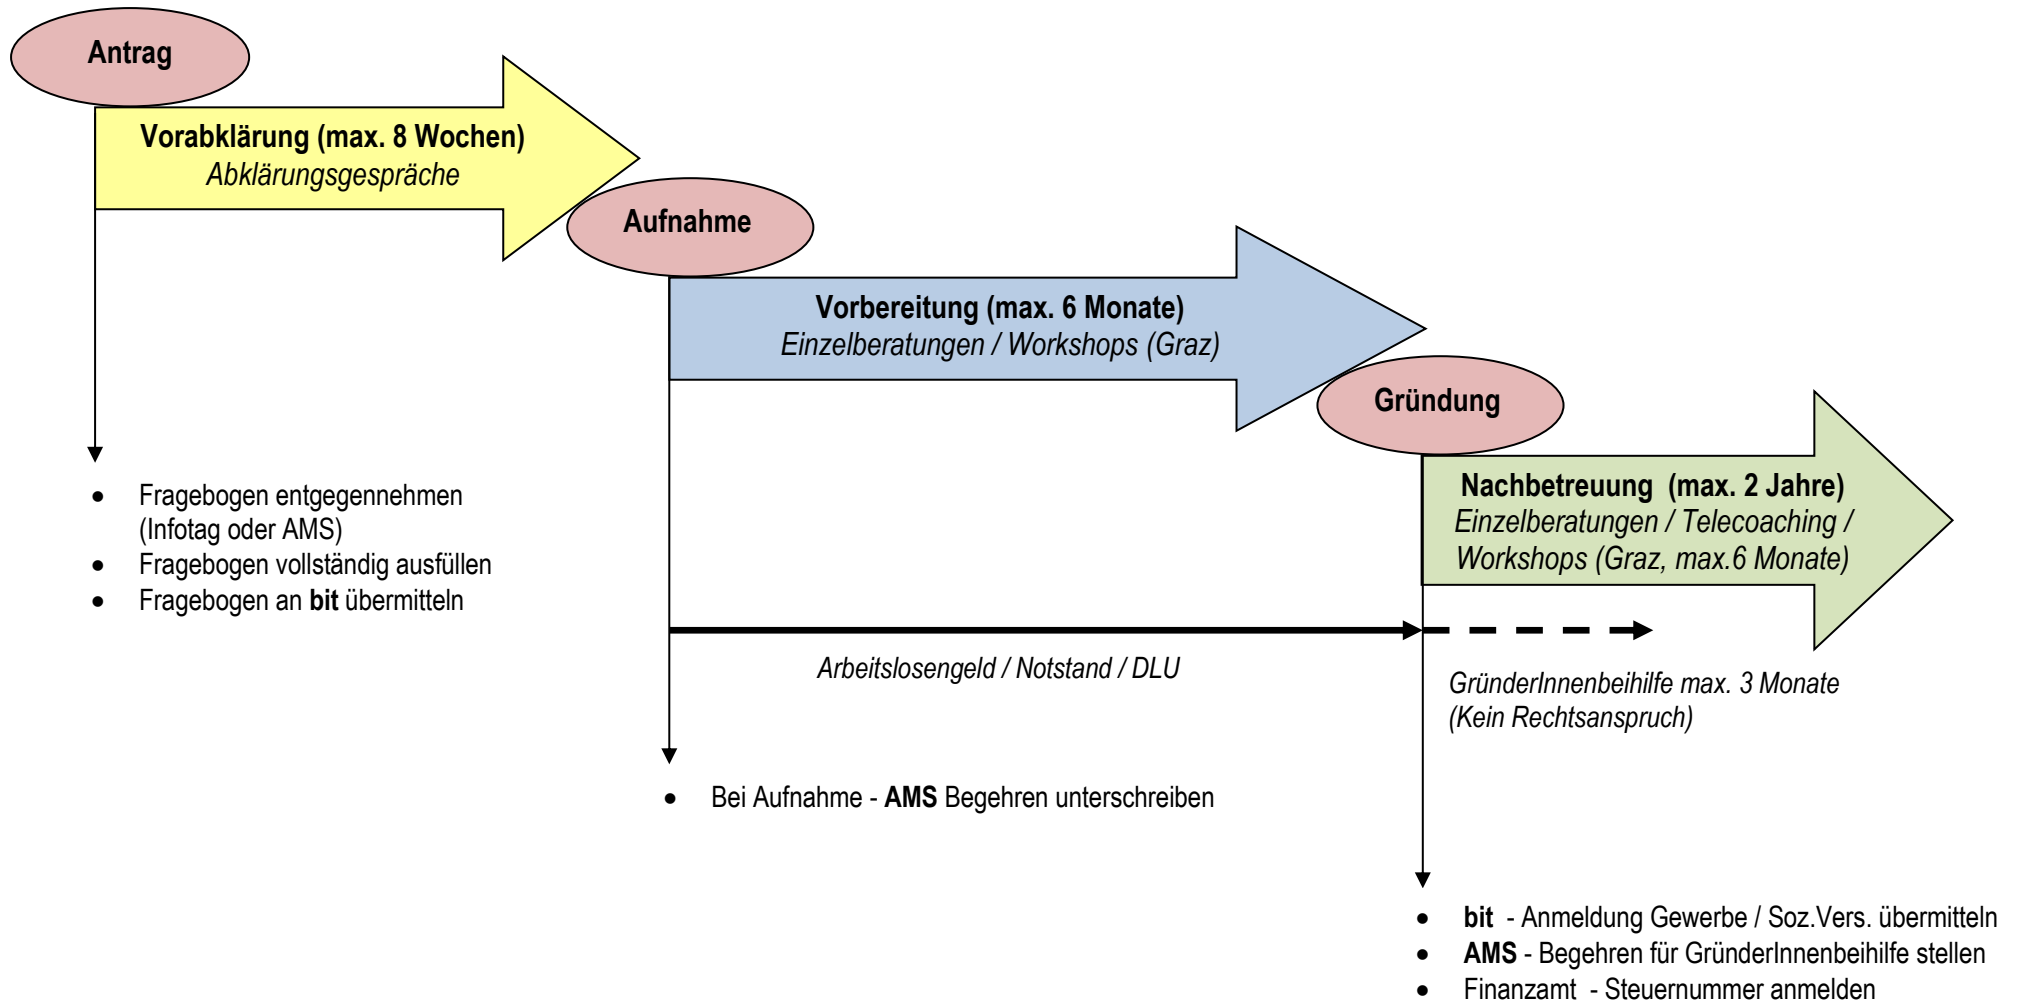 Antrag
Vorabklärung (max. 8 Wochen)
Abklärungsgespräche
Aufnahme
Vorbereitung (max. 6 Monate)
Einzelberatungen / Workshops (Graz)
Gründung
Nachbetreuung  (max. 2 Jahre)
Einzelberatungen / Telecoaching /
Workshops (Graz, max.6 Monate)
• Fragebogen entgegennehmen
(Infotag oder AMS)
• Fragebogen vollständig ausfüllen
• Fragebogen an bit übermitteln
Arbeitslosengeld / Notstand / DLU
GründerInnenbeihilfe max. 3 Monate
(Kein Rechtsanspruch)
• Bei Aufnahme - AMS Begehren unterschreiben
• bit  - Anmeldung Gewerbe / Soz.Vers. übermitteln
• AMS - Begehren für GründerInnenbeihilfe stellen
• Finanzamt  - Steuernummer anmelden